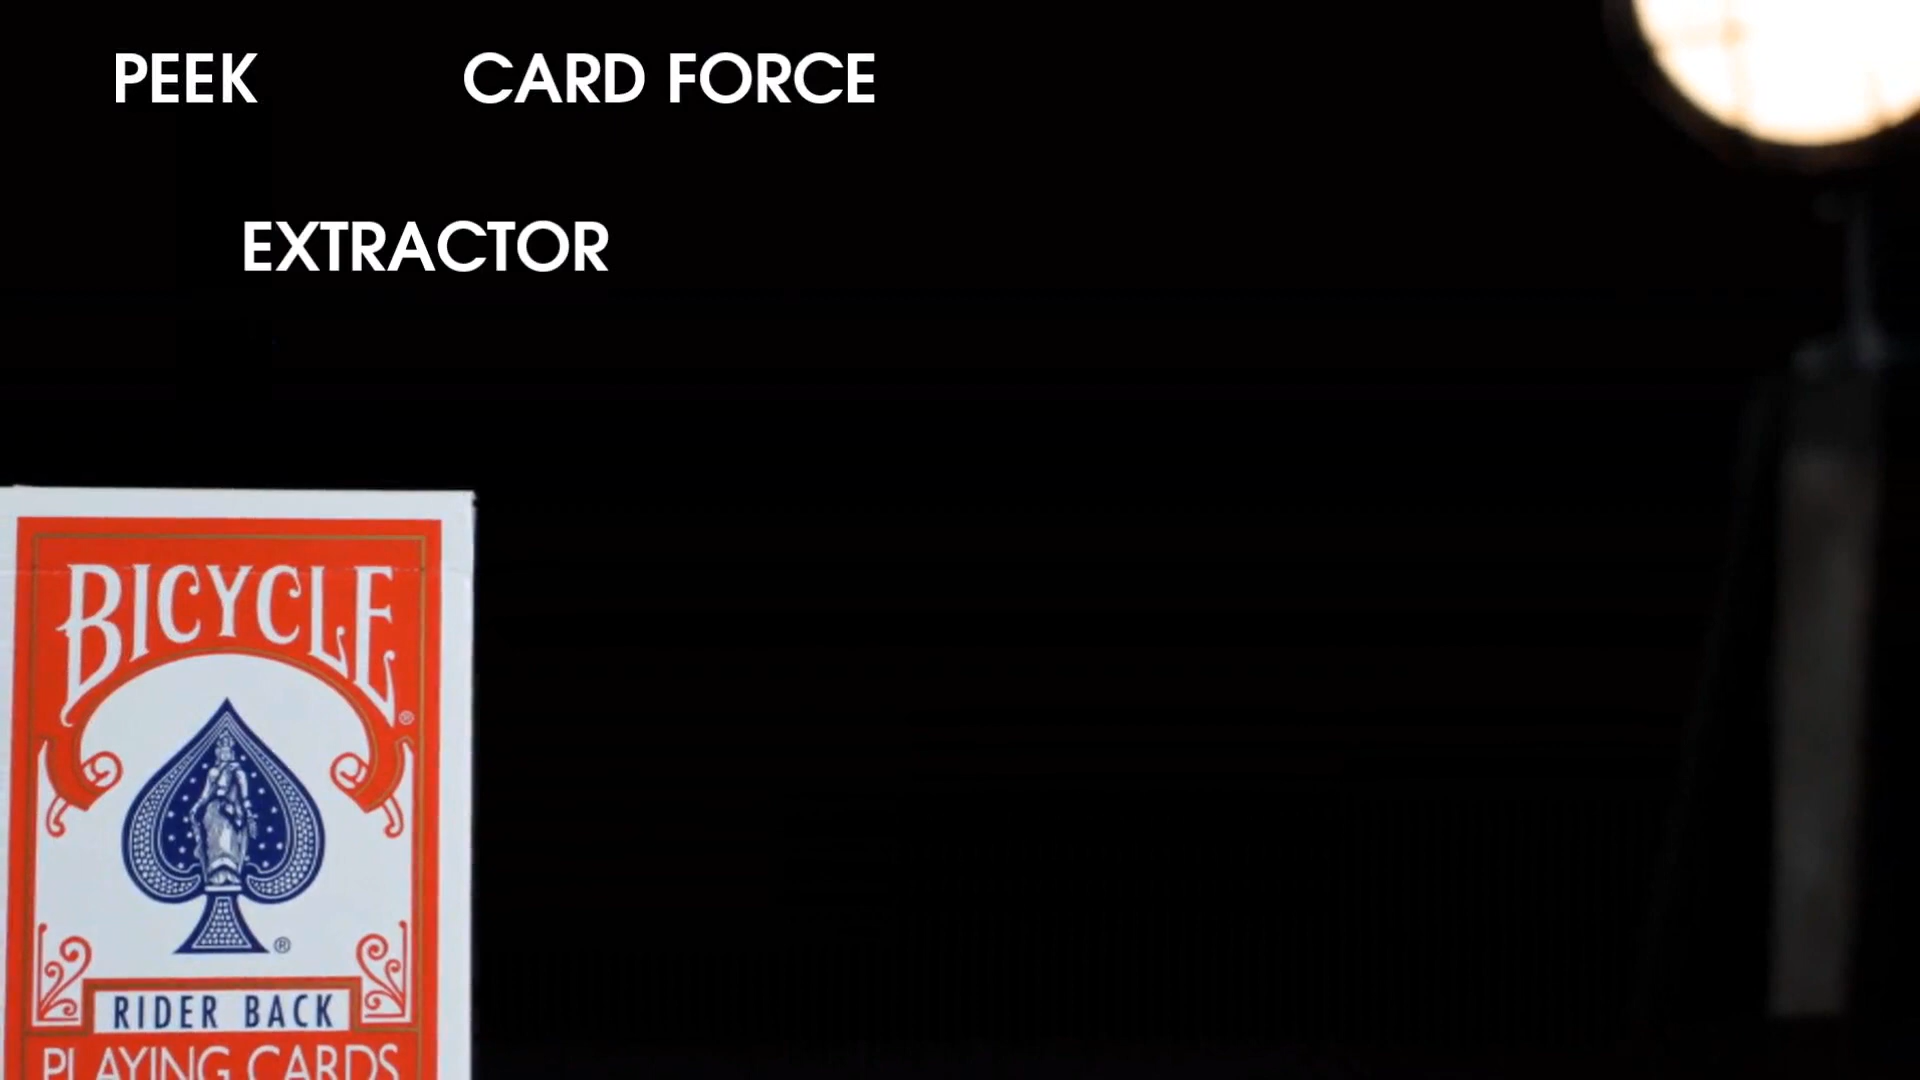 PEEK CARD FORCE
EXTRACTOR
BICYCLE®
®
RIDER BACK
PLAYING CARDS